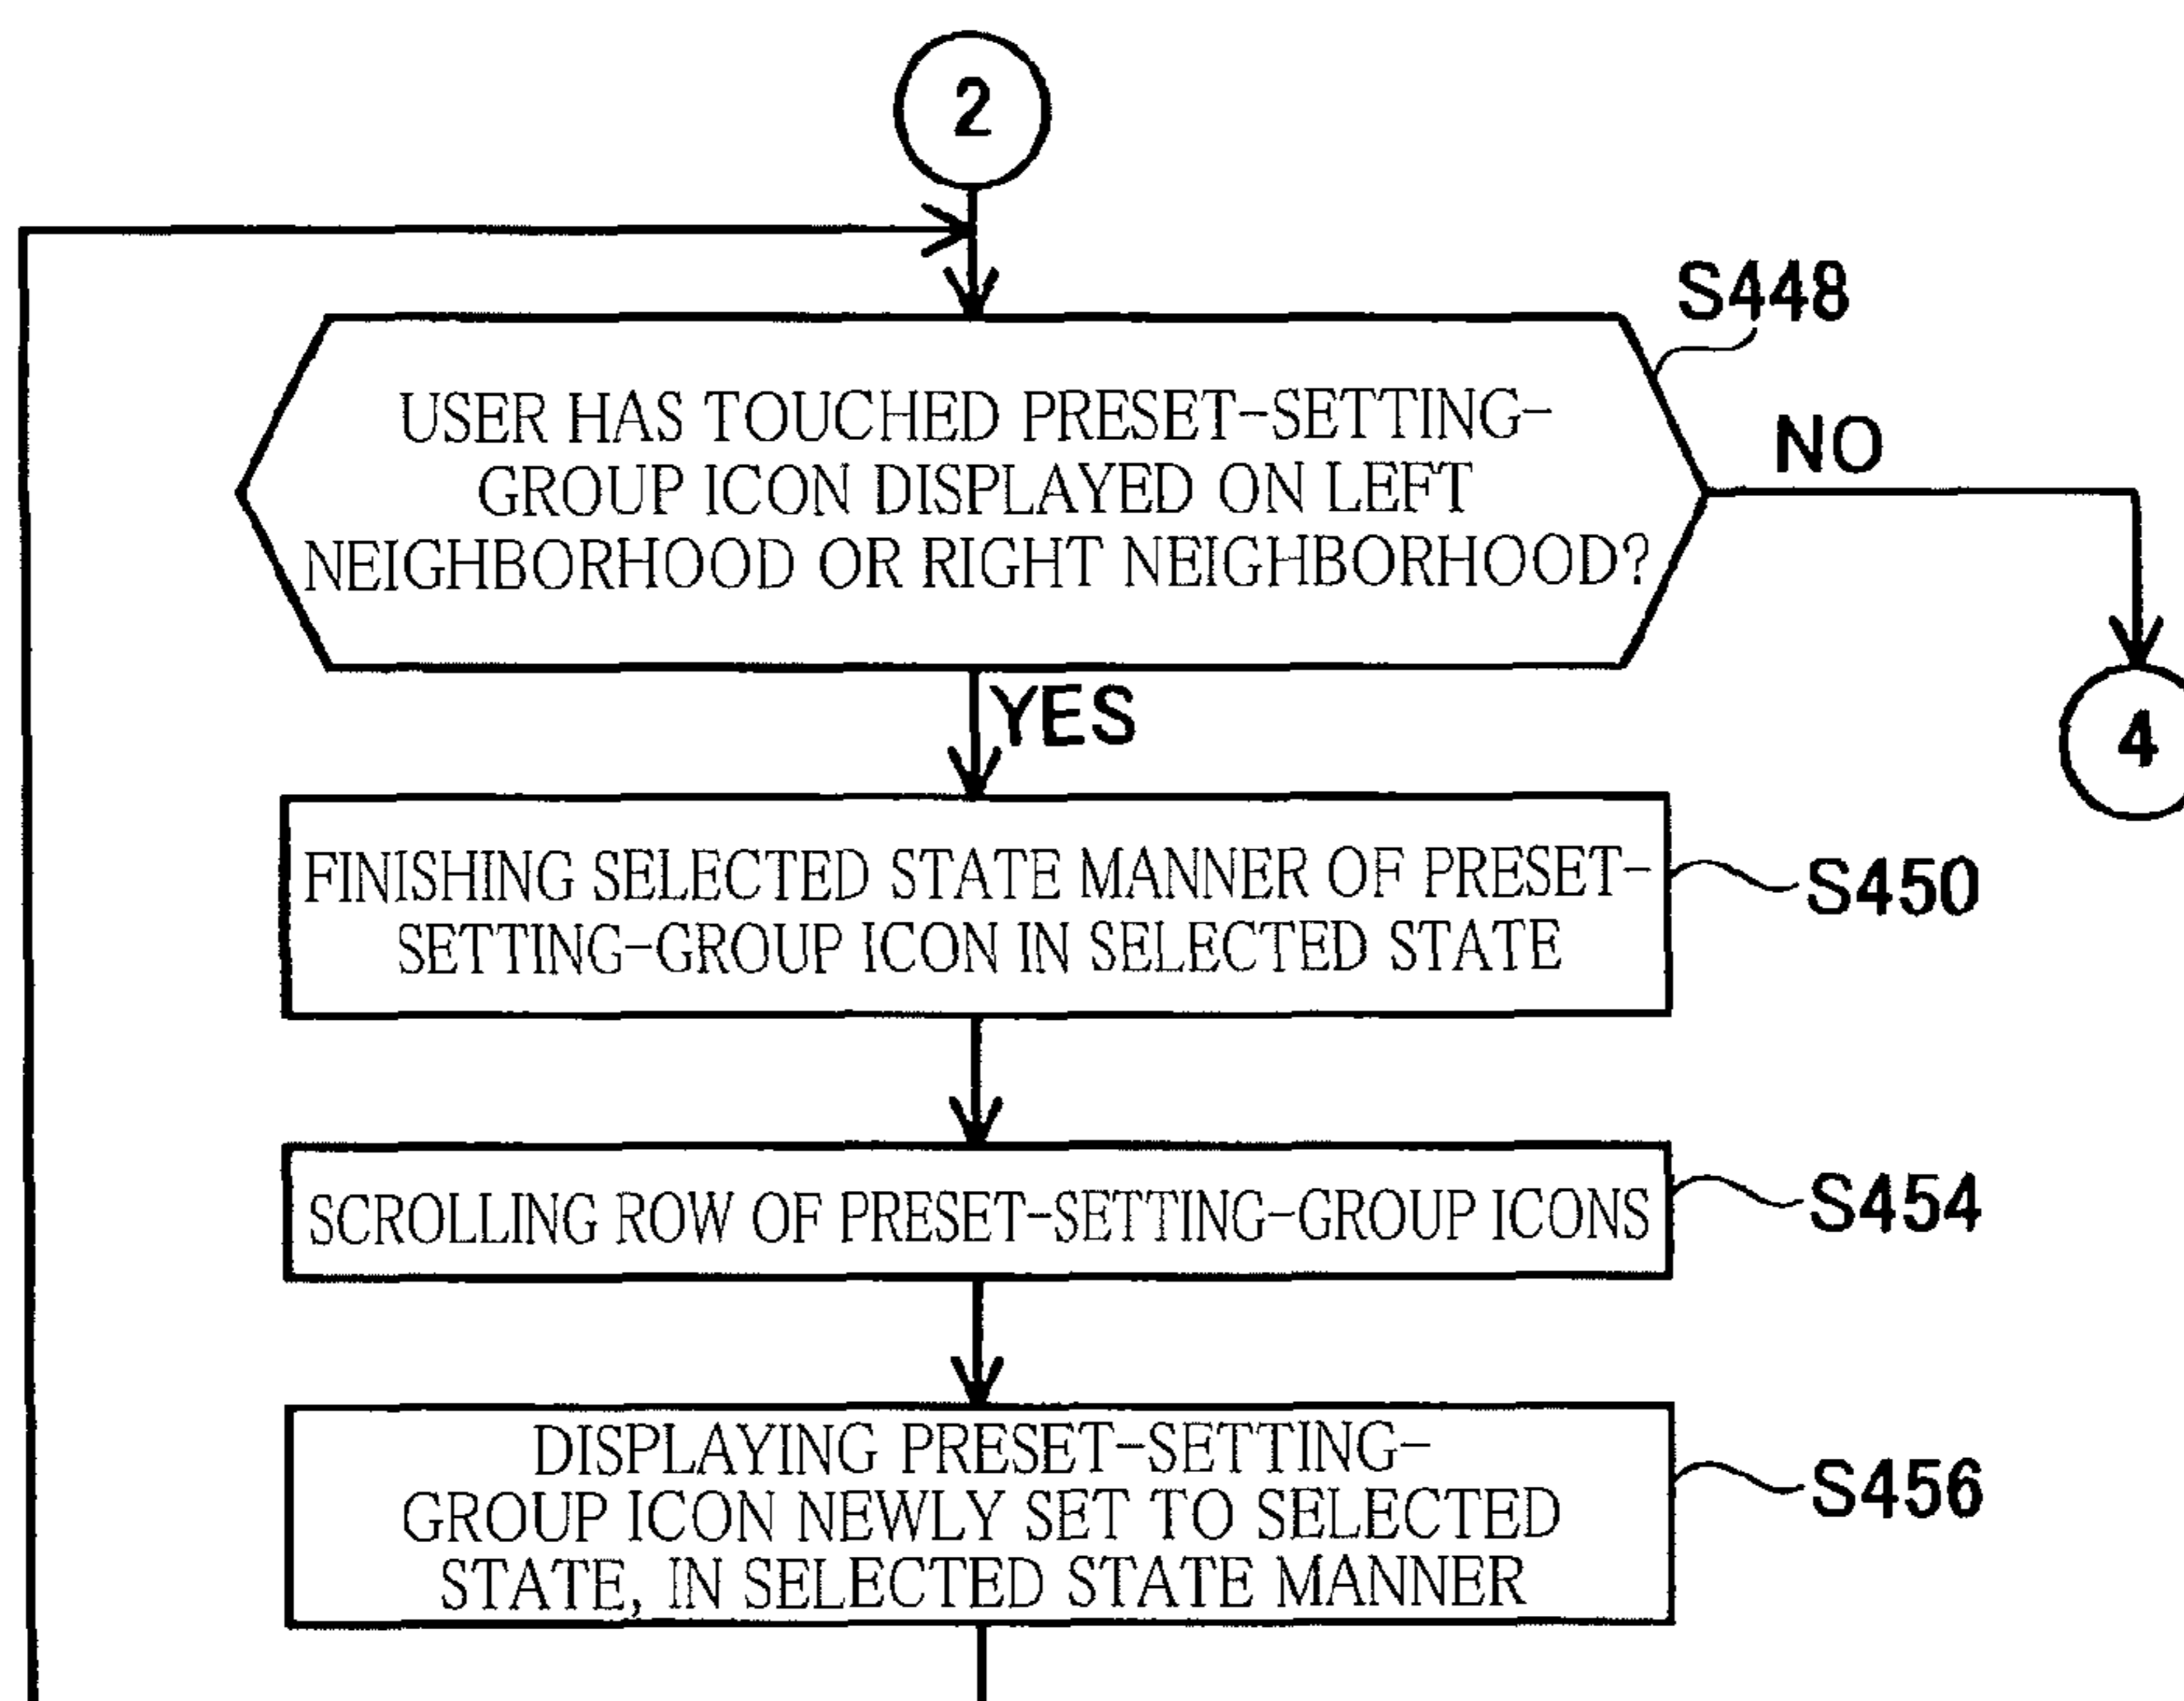 2
S448
USER HAS TOUCHED PRESET-SETTING-
GROUP ICON DISPLAYED ON LEFT
NEIGHBORHOOD OR RIGHT NEIGHBORHOOD?
NO
4
YES
FINISHING SELECTED STATE MANNER OF PRESET-
SETTING-GROUP ICON IN SELECTED STATE
S450
SCROLLING ROW OF PRESET-SETTING-GROUP ICONS
S454
DISPLAYING PRESET-SETTING-
GROUP ICON NEWLY SET TO SELECTED
STATE, IN SELECTED STATE MANNER
S456